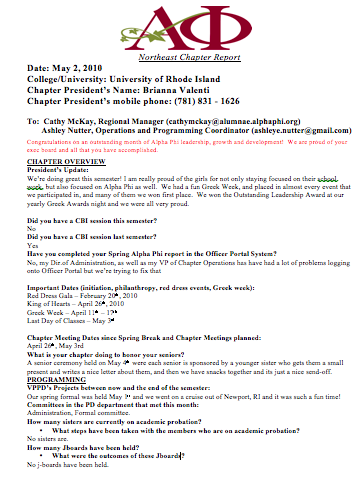 ΑΦ
Northeast Chapter Report
Date: May 2, 2010
College/University: University of Rhode Island
Chapter President's Name: Brianna Valenti
Chapter President's mobile phone: (781) 831 - 1626
To: Cathy McKay, Regional Manager (cathymckay@alumnae.alphaphi.org)
Ashley Nutter, Operations and Programming Coordinator (ashleye.nutter@gmail.com)
Congratulations on an outstanding month of Alpha Phi leadership, growth and development! We are proud of your
exec board and all that you have accomplished.
CHAPTER OVERVIEW
President's Update:
We're doing great this semester! I am really proud of the girls for not only staying focused on their school
work, but also focused on Alpha Phi as well. We had a fun Greek Week, and placed in almost every event that
we participated in, and many of them we won first place. We won the Outstanding Leadership Award at our
yearly Greek Awards night and we were all very proud.
Did you have a CBI session this semester?
No
Did you have a CBI session last semester?
Yes
Have you completed your Spring Alpha Phi report in the Officer Portal System?
No, my Dir.of Administration, as well as my VP of Chapter Operations has have had a lot of problems logging
onto Officer Portal but we're trying to fix that
Important Dates (initiation, philanthropy, red dress events, Greek week):
Red Dress Gala – February 20th, 2010
King of Hearts – April 26th, 2010
Greek Week – April 11th – 17th
Last Day of Classes – May 3rd
Chapter Meeting Dates since Spring Break and Chapter Meetings planned:
April 26th, May 3rd
What is your chapter doing to honor your seniors?
A senior ceremony held on May 4th were each senior is sponsored by a younger sister who gets them a small
present and writes a nice letter about them, and then we have snacks together and its just a nice send-off.
PROGRAMMING
VPPD's Projects between now and the end of the semester:
Our spring formal was held May 1st and we went on a cruise out of Newport, RI and it was such a fun time!
Committees in the PD department that met this month:
Administration, Formal committee.
How many sisters are currently on academic probation?
• What steps have been taken with the members who are on academic probation?
No sisters are.
How many Jboards have been held?
• What were the outcomes of these Jboards?
No j-boards have been held.